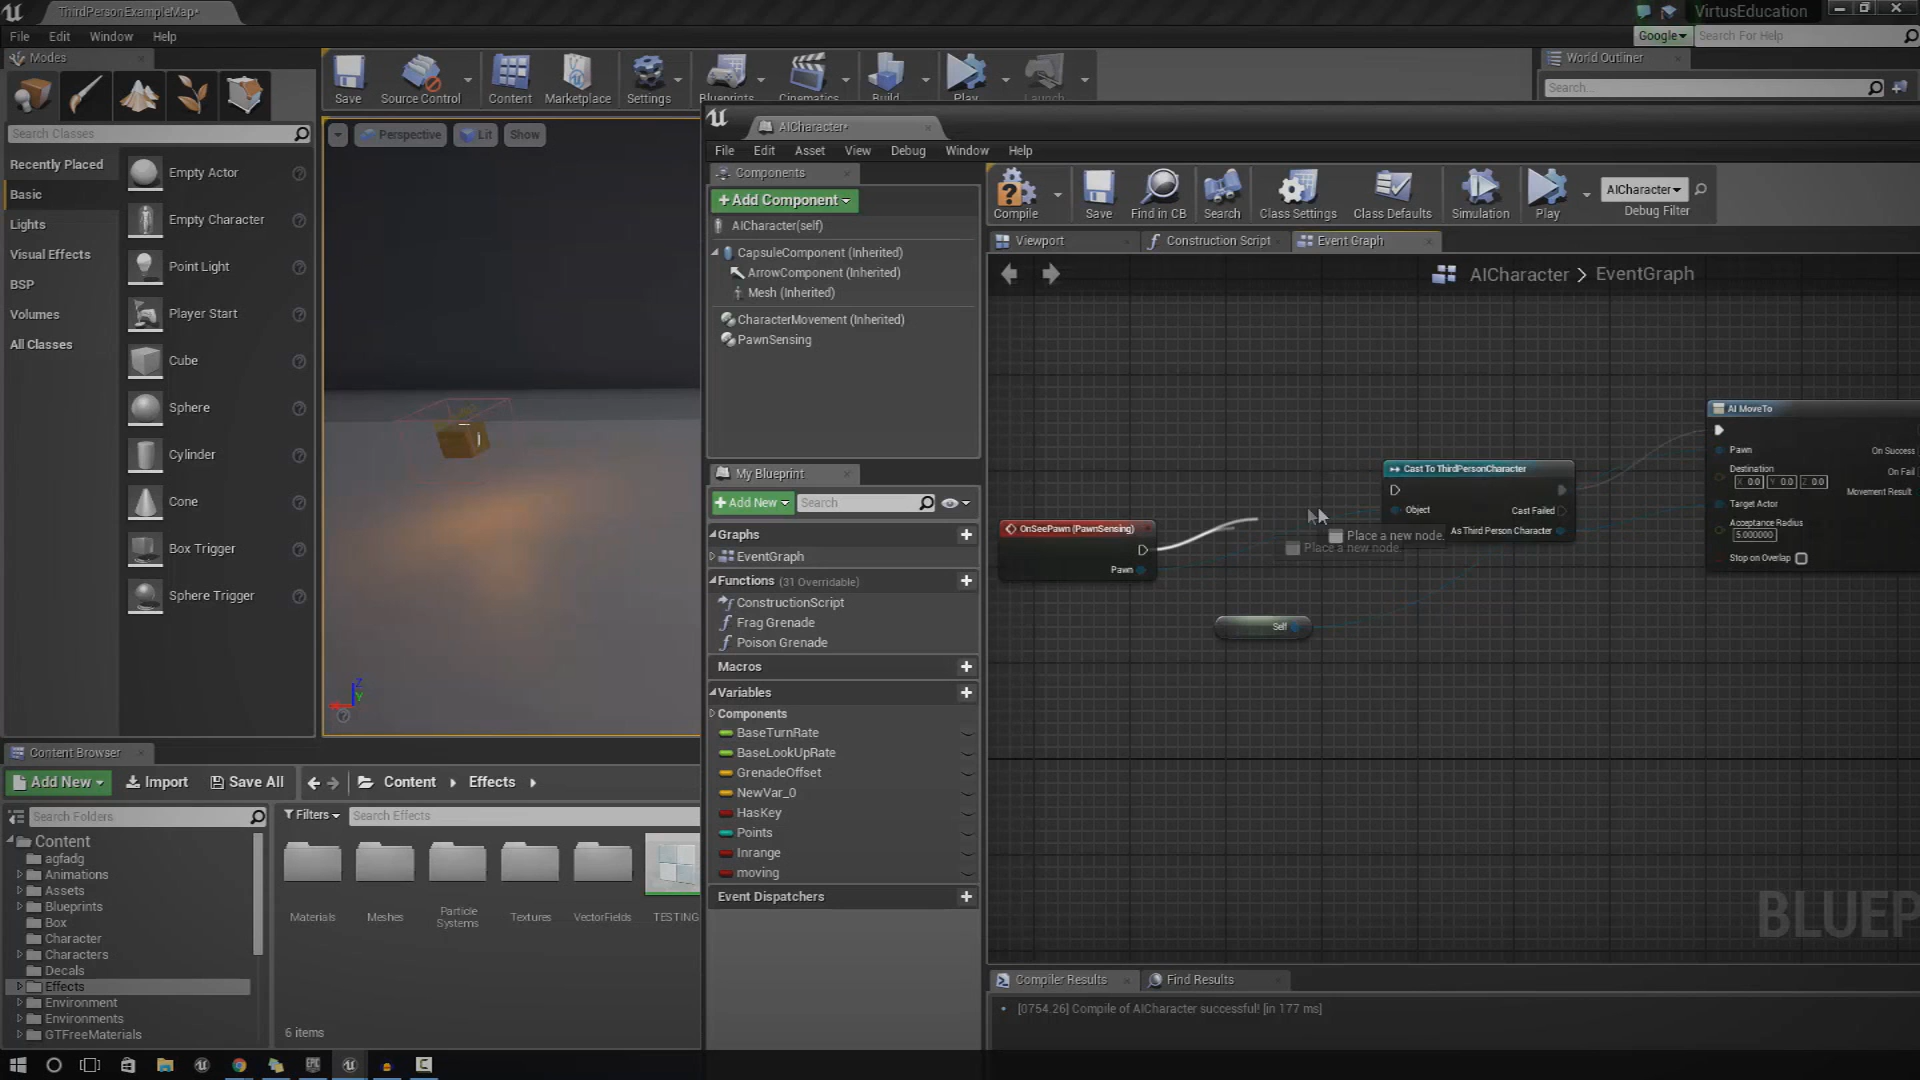 ThirdPersonExampleMap*
VirtusEducation
File Edit Window Help
Google
Search For Help
Modes
World Outliner
Save
Source Control
Content
Marketplace
Settings
Blueprints
Cinematics
Build
Play
Launch
Search...
Search Classes
Perspective
Lit
Show
AICharacter*
File Edit Asset View Debug Window Help
Recently Placed
Basic
Lights
Visual Effects
BSP
Volumes
All Classes
Empty Actor
Empty Character
Point Light
Player Start
Cube
Sphere
Cylinder
Cone
Box Trigger
Sphere Trigger
Components
+Add Component
AICharacter(self)
CapsuleComponent (Inherited)
ArrowComponent (Inherited)
Mesh (Inherited)
CharacterMovement (Inherited)
PawnSensing
Compile
Save
Find in CB
Search
Class Settings
Class Defaults
Simulation
Play
AICharacter
Debug Filter
Viewport
Construction Script
Event Graph
AICharacter > EventGraph
My Blueprint
+Add New
Search
Graphs
EventGraph
Functions (31 Overridable)
ConstructionScript
Frag Grenade
Poison Grenade
Macros
Variables
Components
BaseTurnRate
BaseLookUpRate
GrenadeOffset
NewVar_0
HasKey
Points
Inrange
moving
Event Dispatchers
OnSeePawn (PawnSensing)
Pawn
Self
Place a new node.
Place a new node.
Cast To ThirdPersonCharacter
Object
Cast Failed
As Third Person Character
AI MoveTo
Pawn
On Success
Destination
On Fail
X 0.0 Y 0.0 Z 0.0
Movement Result
Target Actor
Acceptance Radius
5.000000
Stop on Overlap
BLUEP
Compiler Results
Find Results
[0754.26] Compile of AICharacter successful! [in 177 ms]
Content Browser
Add New
Import
Save All
Content
Effects
Search Folders
Filters
Search Effects
Content
agfadg
Animations
Assets
Blueprints
Box
Character
Characters
Decals
Effects
Environment
Environments
GTFreeMaterials
Materials
Meshes
Particle Systems
Textures
VectorFields
TESTING
6 items